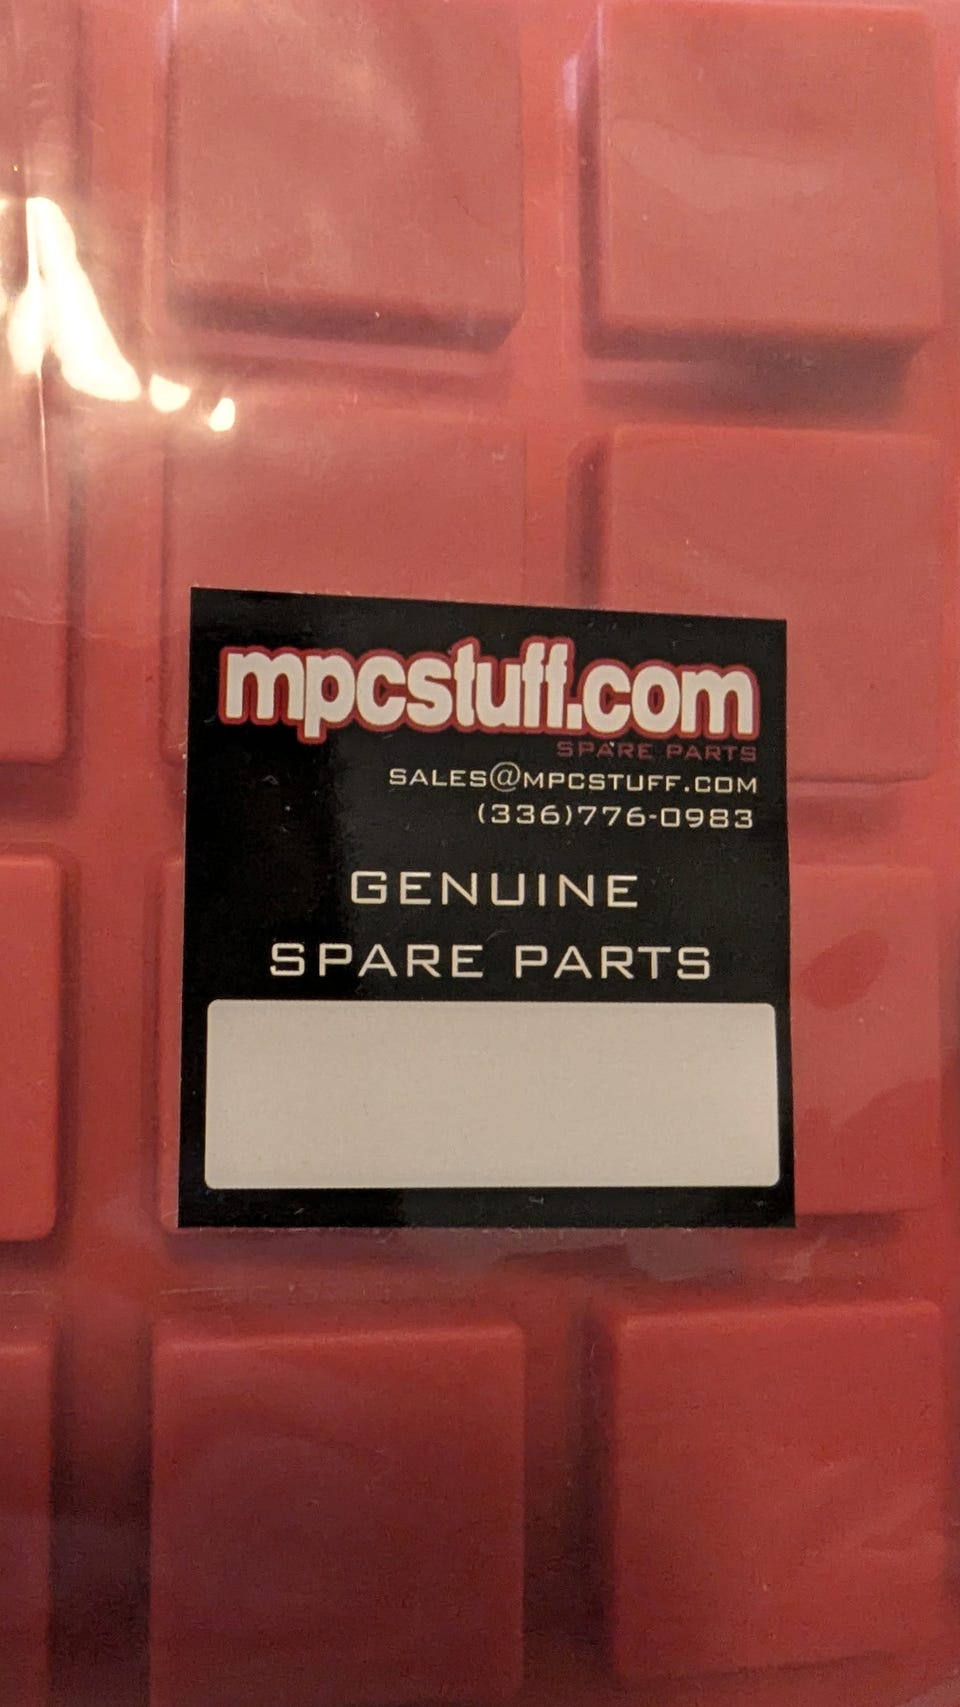 mpcstuff.com
SPARE PARTS
SALES@MPCSTUFF.COM
(336)776-0983
GENUINE
SPARE PARTS